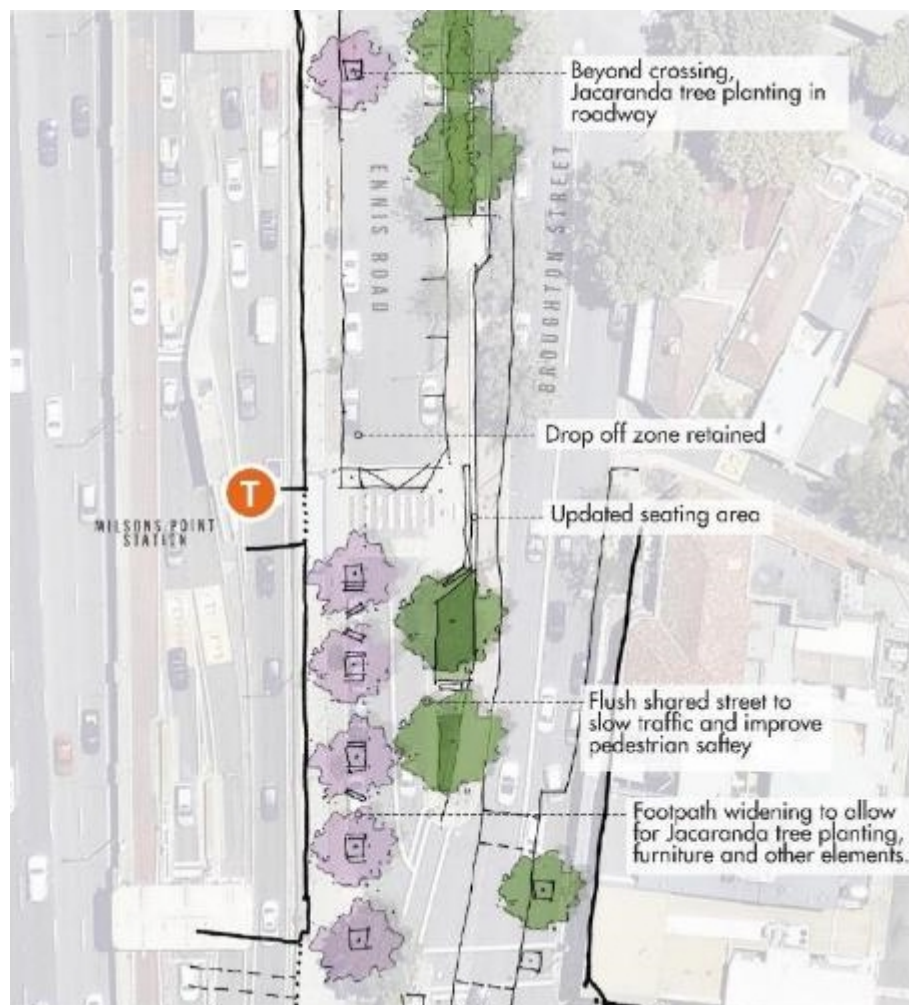 Beyond crossing,
Jacaranda tree planting in
roadway
ENNIS ROAD
BROUGHTON STREET
Drop off zone retained
T
MILSONS POINT
STATION
Updated seating area
Flush shared street to
slow traffic and improve
pedestrian saftey
Footpath widening to allow
for Jacaranda tree planting,
furniture and other elements.